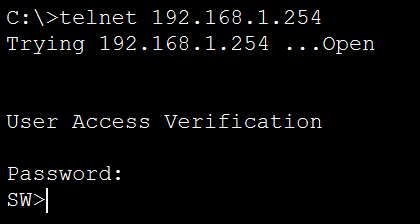 C:\>telnet 192.168.1.254
Trying 192.168.1.254 ...Open
User Access Verification
Password:
SW>